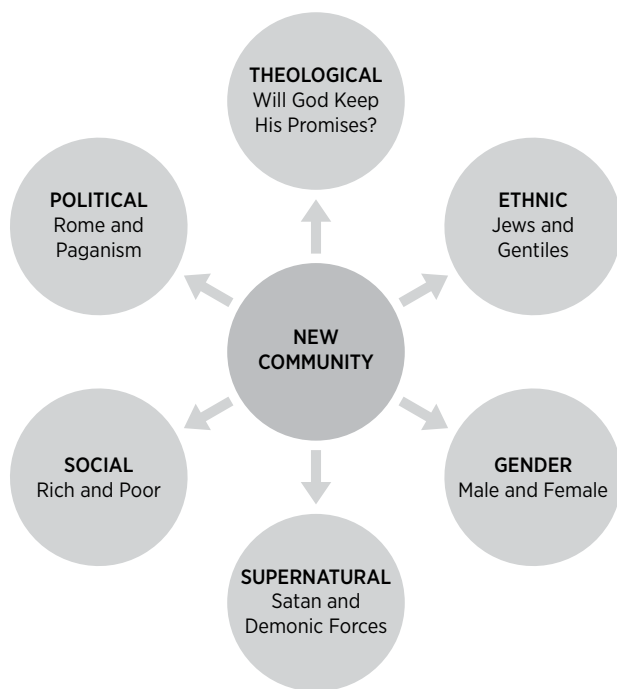 THEOLOGICAL
Will God Keep
His Promises?
POLITICAL
Rome and
Paganism
ETHNIC
Jews and
Gentiles
NEW
COMMUNITY
SOCIAL
Rich and Poor
GENDER
Male and Female
SUPERNATURAL
Satan and
Demonic Forces